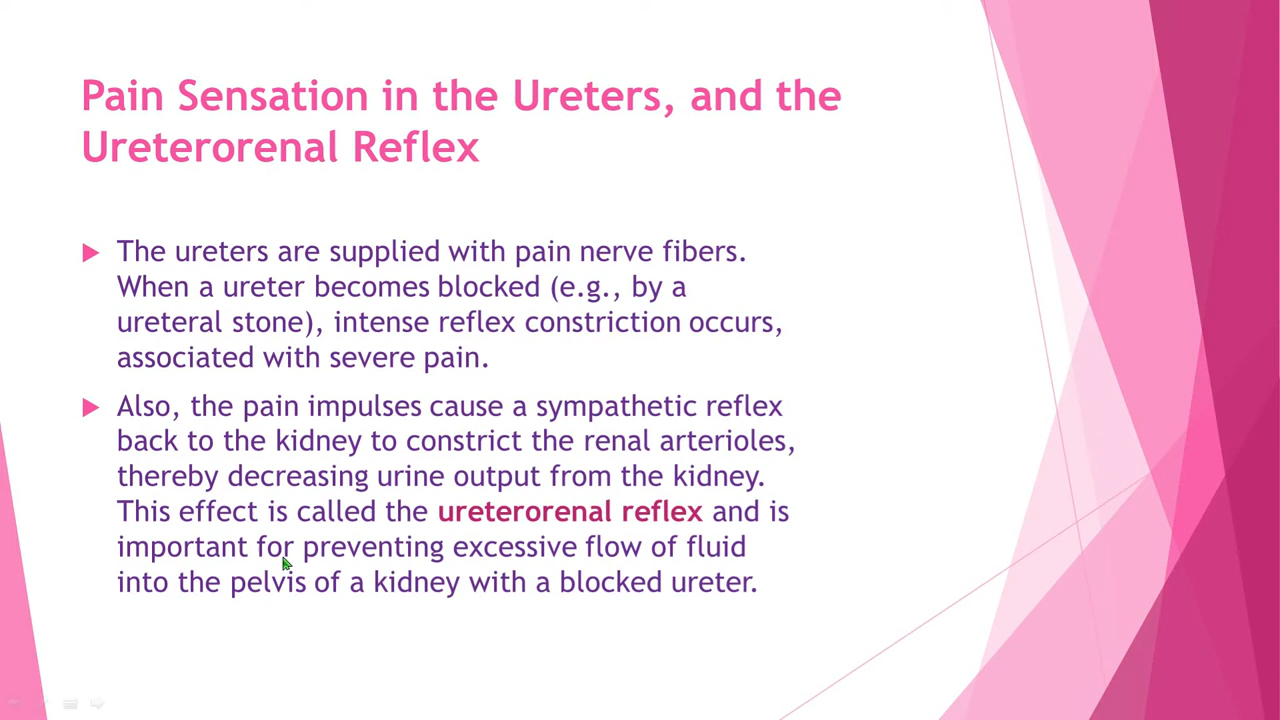 Pain Sensation in the Ureters, and the
Ureterorenal Reflex
The ureters are supplied with pain nerve fibers.
When a ureter becomes blocked (e.g., by a
ureteral stone), intense reflex constriction occurs,
associated with severe pain.
Also, the pain impulses cause a sympathetic reflex
back to the kidney to constrict the renal arterioles,
thereby decreasing urine output from the kidney.
This effect is called the ureterorenal reflex and is
important for preventing excessive flow of fluid
into the pelvis of a kidney with a blocked ureter.